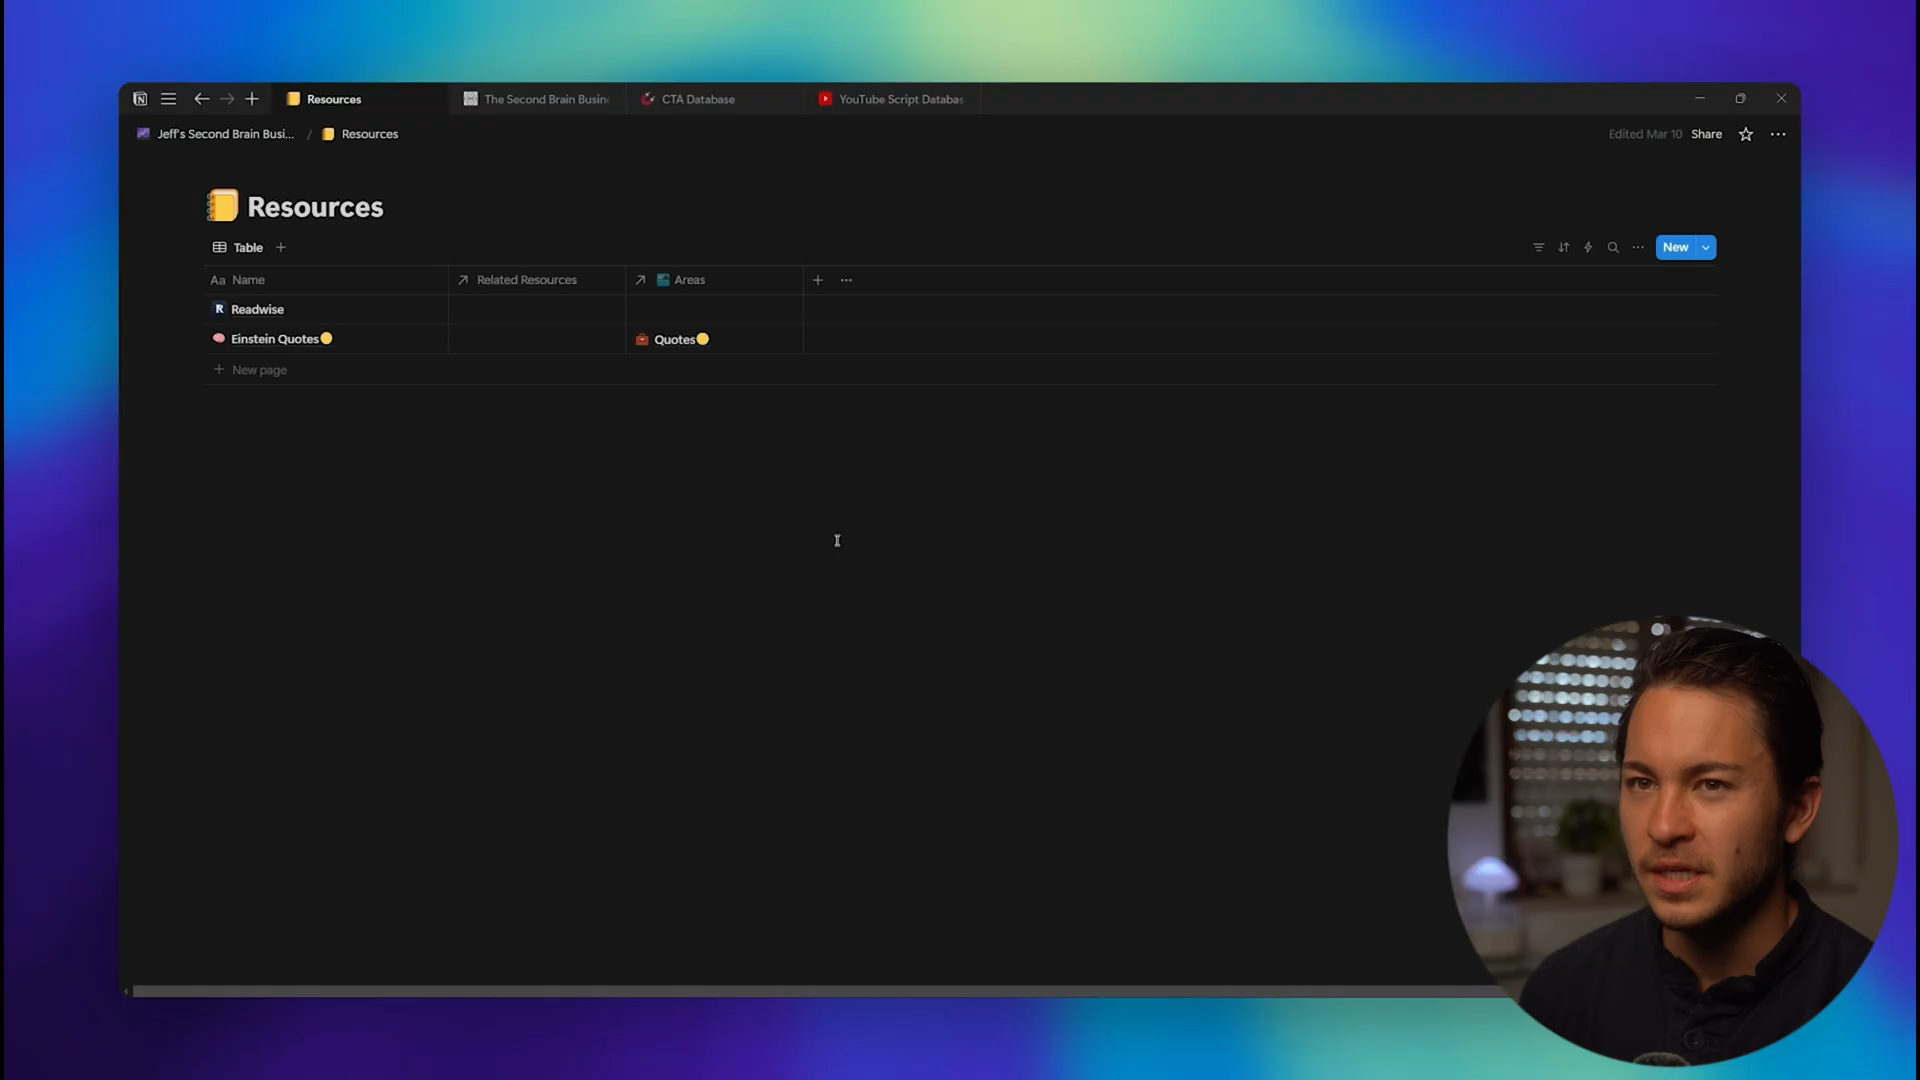 Resources
The Second Brain Busin
CTA Database
YouTube Script Databas
Jeff's Second Brain Busi... / Resources
Edited Mar 10 Share
Resources
Table
New
Aa Name
Related Resources
Areas
R Readwise
Einstein Quotes
Quotes
New page